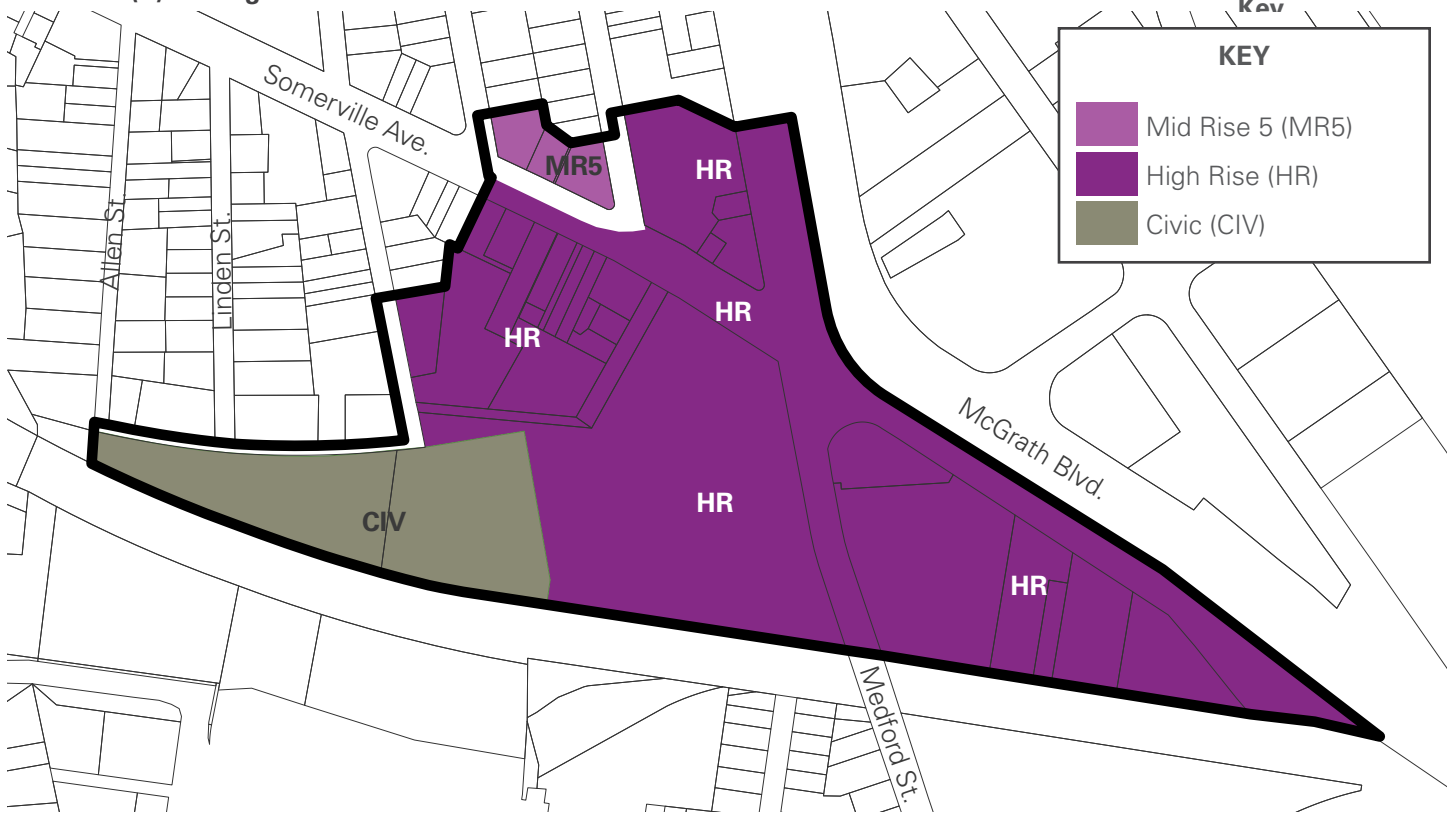 Key
KEY
Mid Rise 5 (MR5)
High Rise (HR)
Civic (CIV)
Somerville Ave.
MR5
HR
Allen St.
Linden St.
HR
HR
McGrath Blvd.
HR
CIV
HR
Medford St.